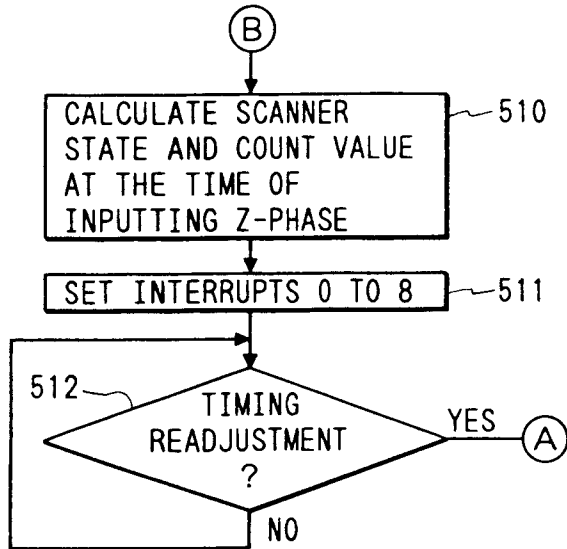 B
CALCULATE SCANNER
STATE AND COUNT VALUE
AT THE TIME OF
INPUTTING Z-PHASE
510
SET INTERRUPTS 0 TO 8
511
512
TIMING
READJUSTMENT
?
YES
A
NO